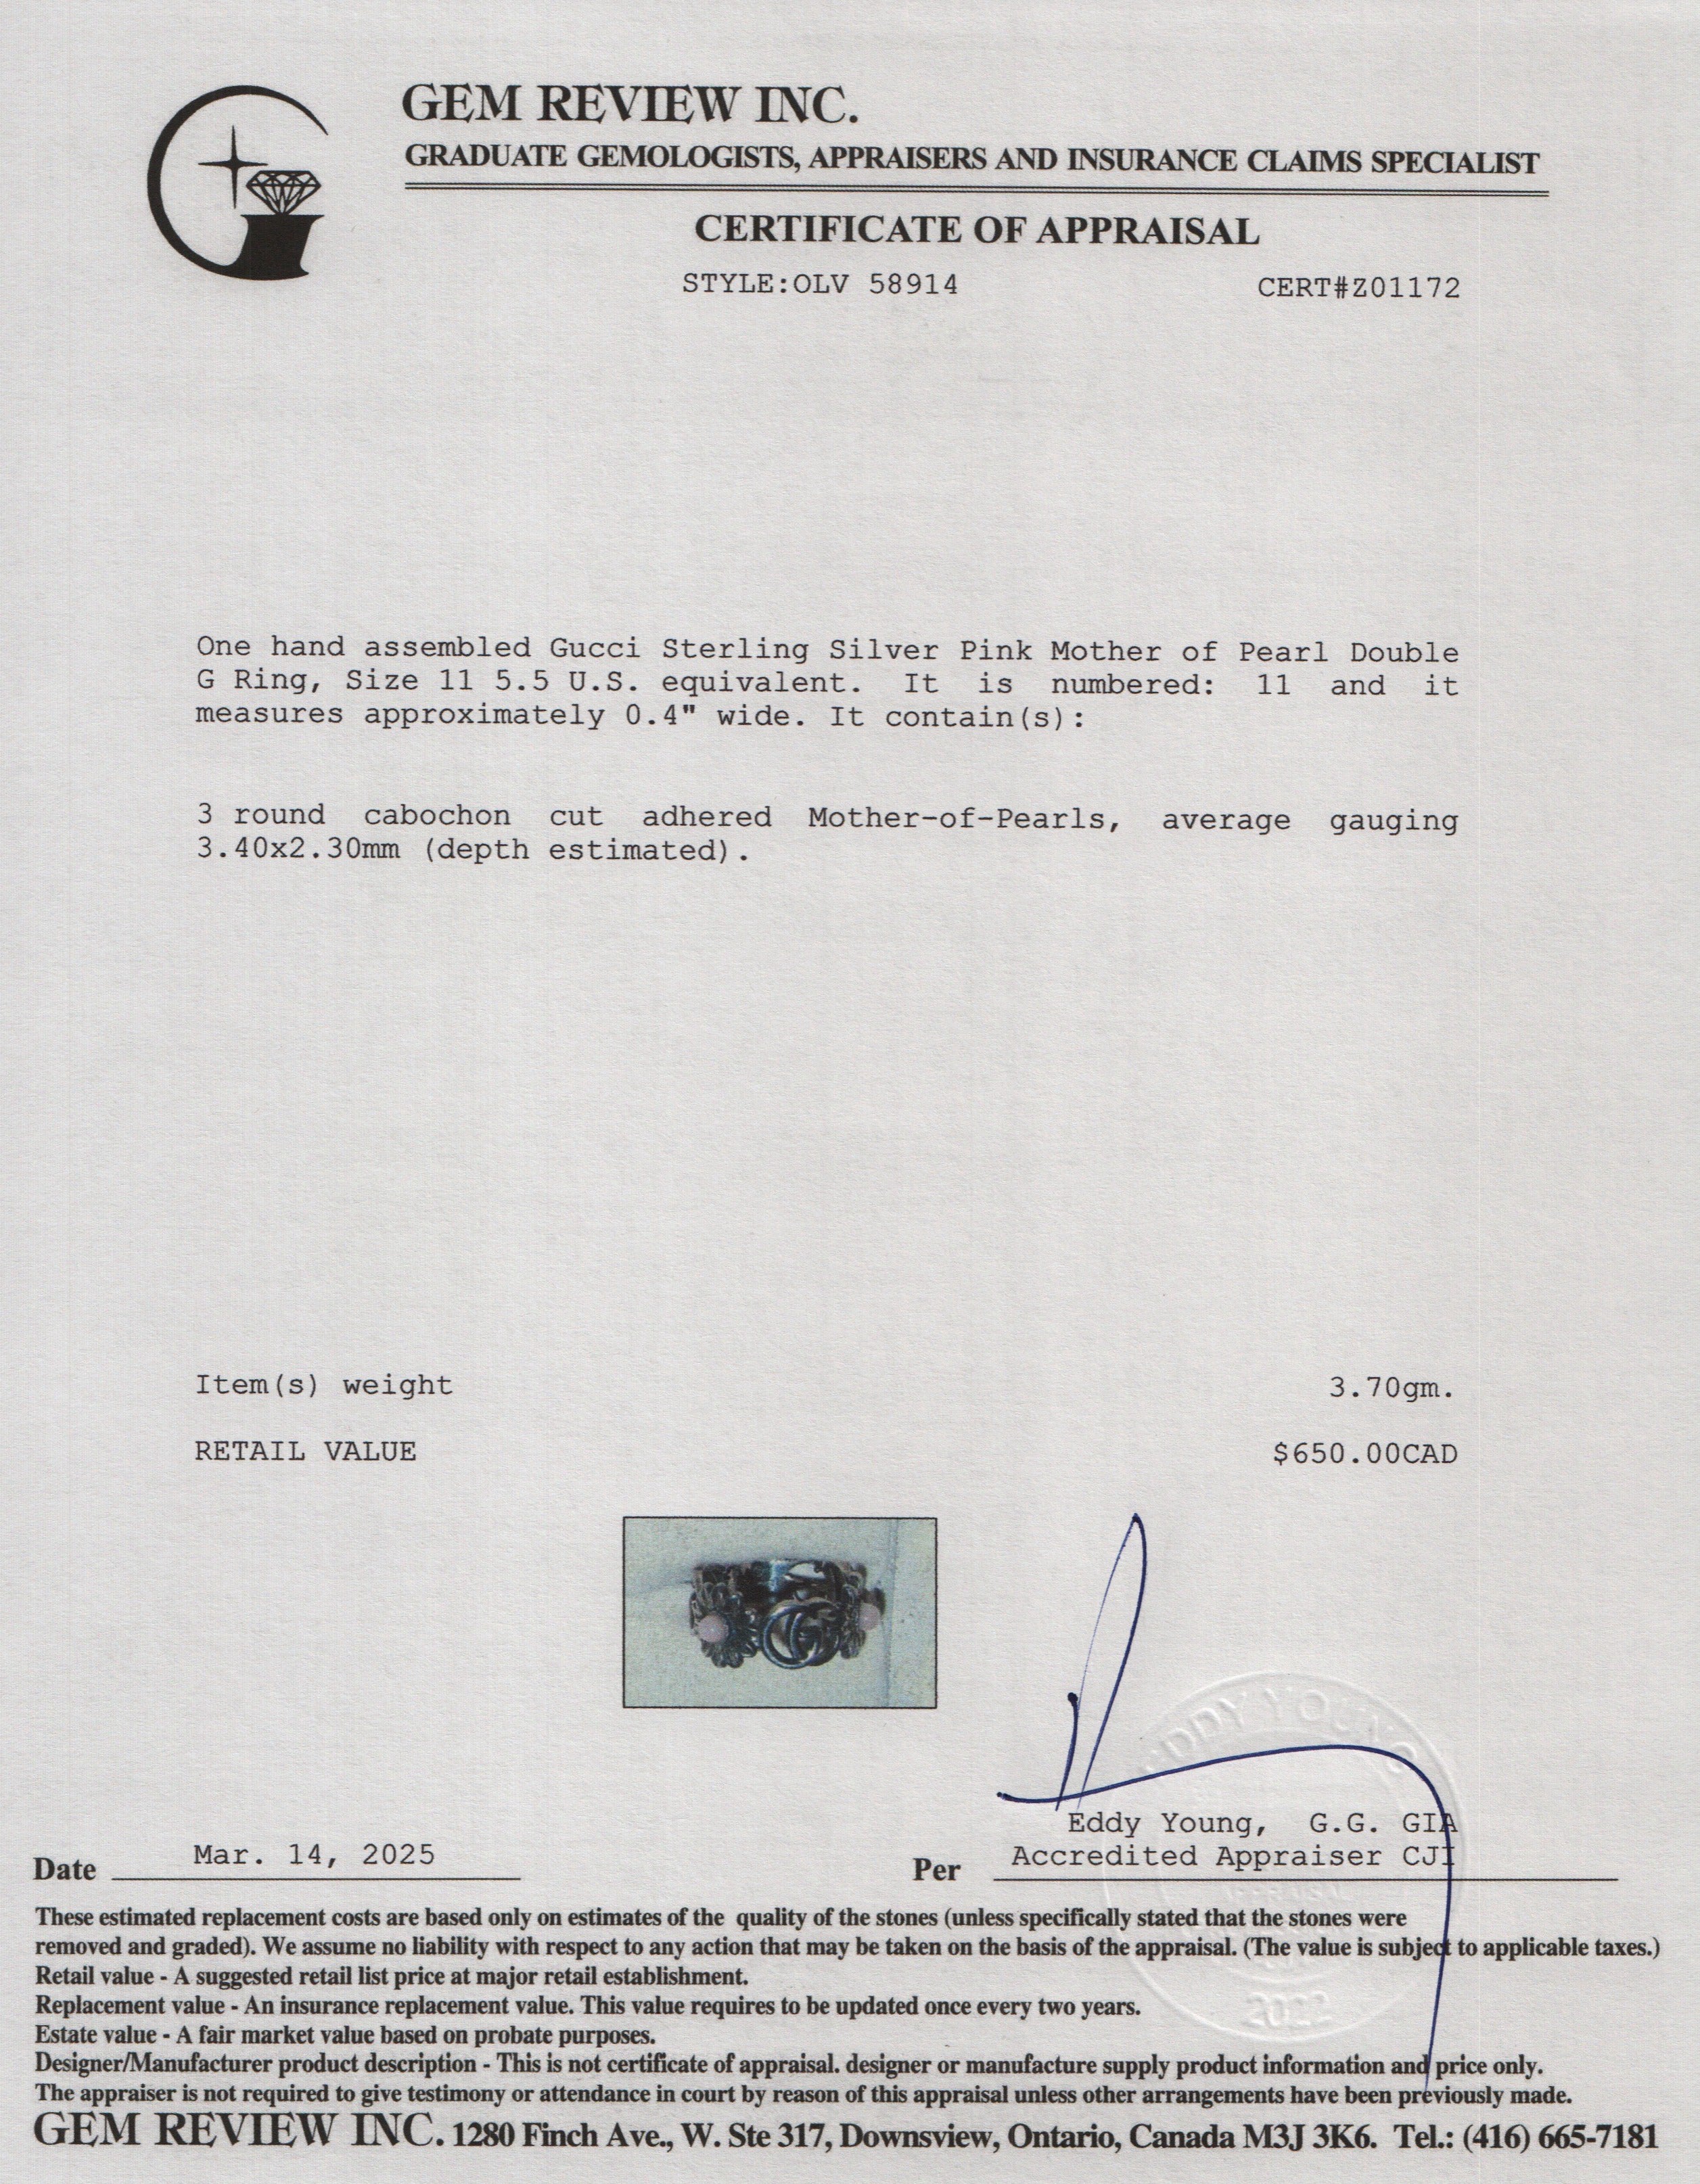 GEM REVIEW INC.
GRADUATE GEMOLOGISTS, APPRAISERS AND INSURANCE CLAIMS SPECIALIST
CERTIFICATE OF APPRAISAL
STYLE:OLV 58914 CERT#Z01172
One hand assembled Gucci Sterling Silver Pink Mother of Pearl Double
G Ring, Size 11 5.5 U.S. equivalent. It is numbered: 11 and it
measures approximately 0.4" wide. It contain(s):
3 round cabochon cut adhered Mother-of-Pearls, average gauging
3.40x2.30mm (depth estimated).
Item(s) weight 3.70gm.
RETAIL VALUE $650.00CAD
EDDY YOUNG
Eddy Young, G.G. GIA
Date Mar. 14, 2025 Per Accredited Appraiser CJI
These estimated replacement costs are based only on estimates of the quality of the stones (unless specifically stated that the stones were
removed and graded). We assume no liability with respect to any action that may be taken on the basis of the appraisal. (The value is subject to applicable taxes.)
Retail value - A suggested retail list price at major retail establishment.
Replacement value - An insurance replacement value. This value requires to be updated once every two years.
2022
Estate value - A fair market value based on probate purposes.
Designer/Manufacturer product description - This is not certificate of appraisal. designer or manufacture supply product information and price only.
The appraiser is not required to give testimony or attendance in court by reason of this appraisal unless other arrangements have been previously made.
GEM REVIEW INC. 1280 Finch Ave., W. Ste 317, Downsview, Ontario, Canada M3J 3K6. Tel.: (416) 665-7181